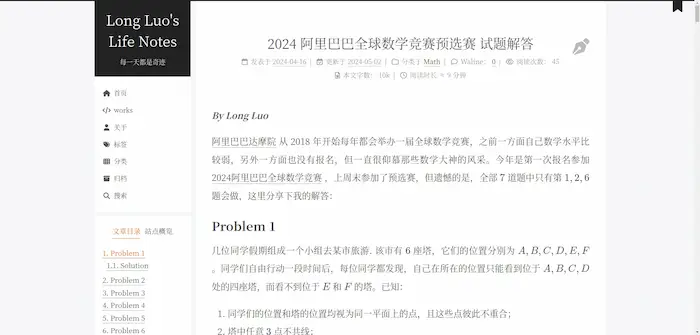 Long Luo's
Life Notes
每一天都是奇迹
首页
works
关于
标签
分类
归档
搜索
文章目录 站点概览
1. Problem 1
1.1. Solution
2. Problem 2
3. Problem 3
4. Problem 4
5. Problem 5
6. Problem 6
2024 阿里巴巴全球数学竞赛预选赛 试题解答
发表于 2024-04-16 | 更新于 2024-05-02 | 分类于 Math | Waline: 0 | 阅读次数: 45
本文字数: 10k | 阅读时长 ≈ 9 分钟
By Long Luo
阿里巴巴达摩院 从 2018 年开始每年都会举办一届全球数学竞赛，之前一方面自己数学水平比
较弱，另外一方面也没有报名，但一直很仰慕那些数学大神的风采。今年是第一次报名参加
2024阿里巴巴全球数学竞赛 ，上周末参加了预选赛，但遗憾的是，全部 7 道题中只有第 1, 2, 6
题会做，这里分享下我的解答：
Problem 1
几位同学假期组成一个小组去某市旅游. 该市有 6 座塔，它们的位置分别为 A, B, C, D, E, F
。同学们自由行动一段时间后，每位同学都发现，自己在所在的位置只能看到位于 A, B, C, D
处的四座塔，而看不到位于 E 和 F 的塔。已知：
1. 同学们的位置和塔的位置均视为同一平面上的点，且这些点彼此不重合；
2. 塔中任意 3 点不共线；